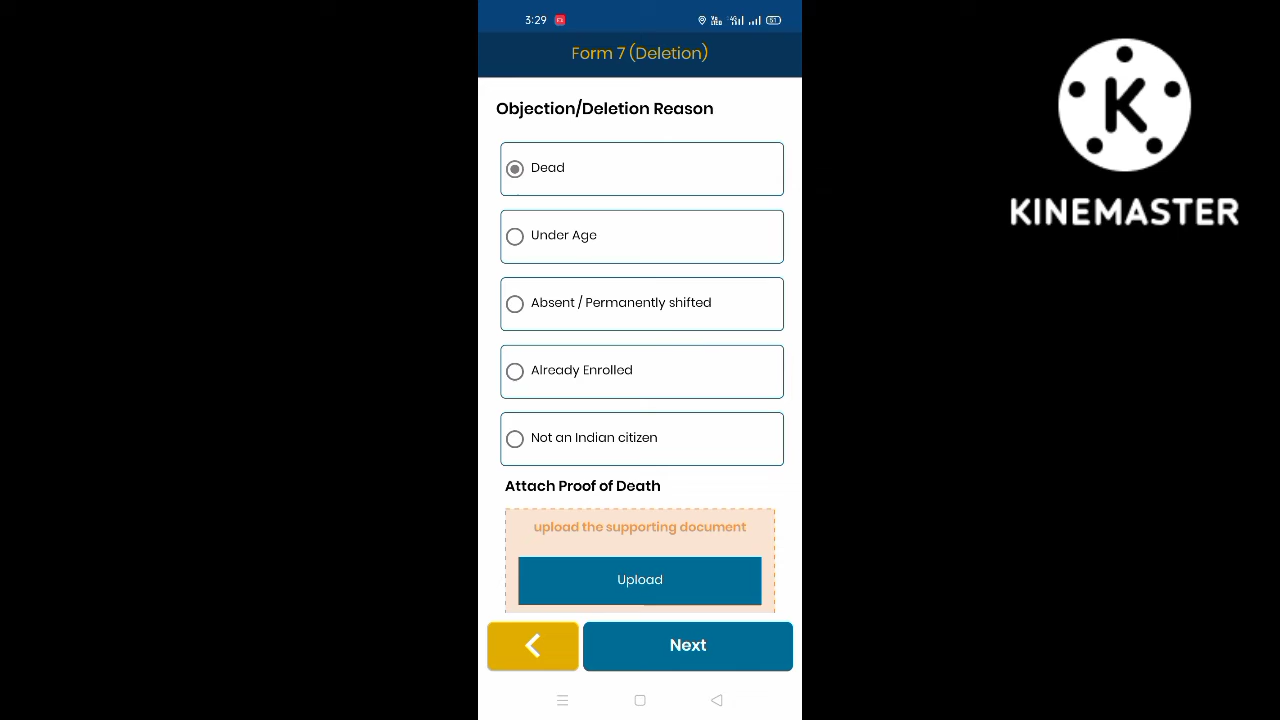 3:29
51
Form 7 (Deletion)
Objection/Deletion Reason
Dead
Under Age
Absent / Permanently shifted
Already Enrolled
Not an Indian citizen
Attach Proof of Death
upload the supporting document
Upload
Next
K
KINEMASTER